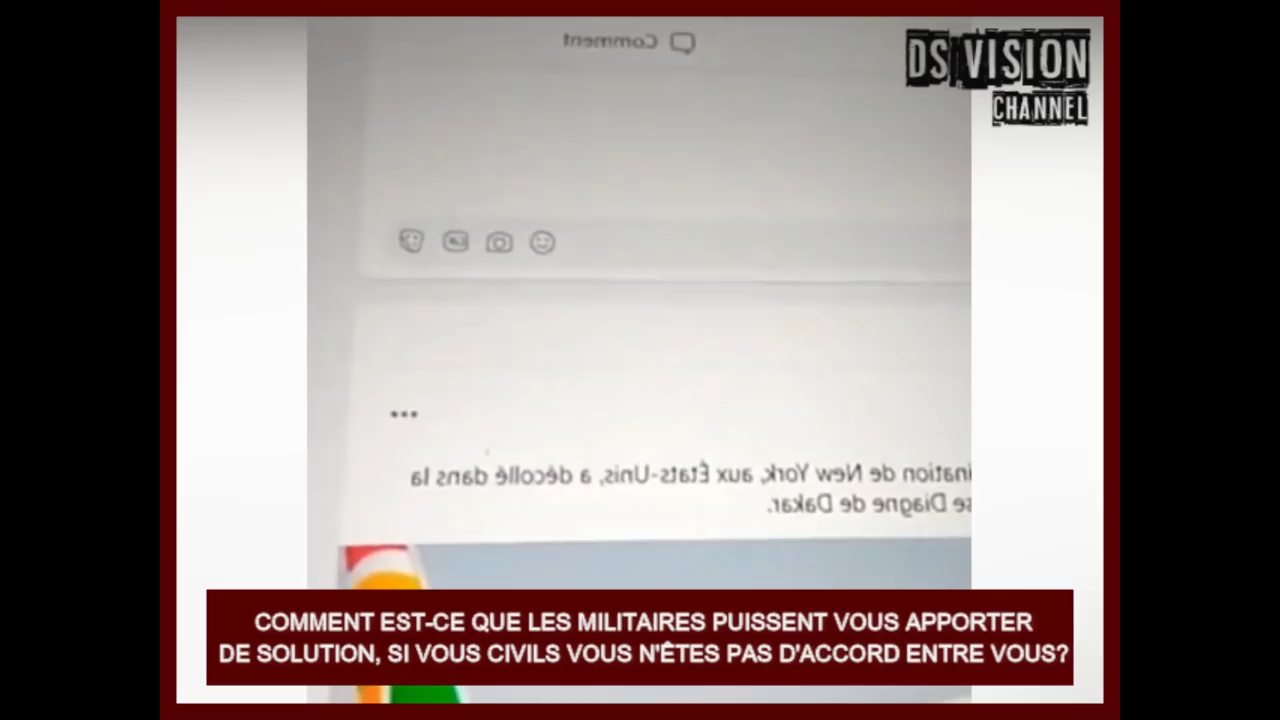 Comment
DS VISION
CHANNEL
ination de New York, aux États-Unis, a décollé dans la
se Diagne de Dakar.
COMMENT EST-CE QUE LES MILITAIRES PUISSENT VOUS APPORTER
DE SOLUTION, SI VOUS CIVILS VOUS N'ÊTES PAS D'ACCORD ENTRE VOUS?